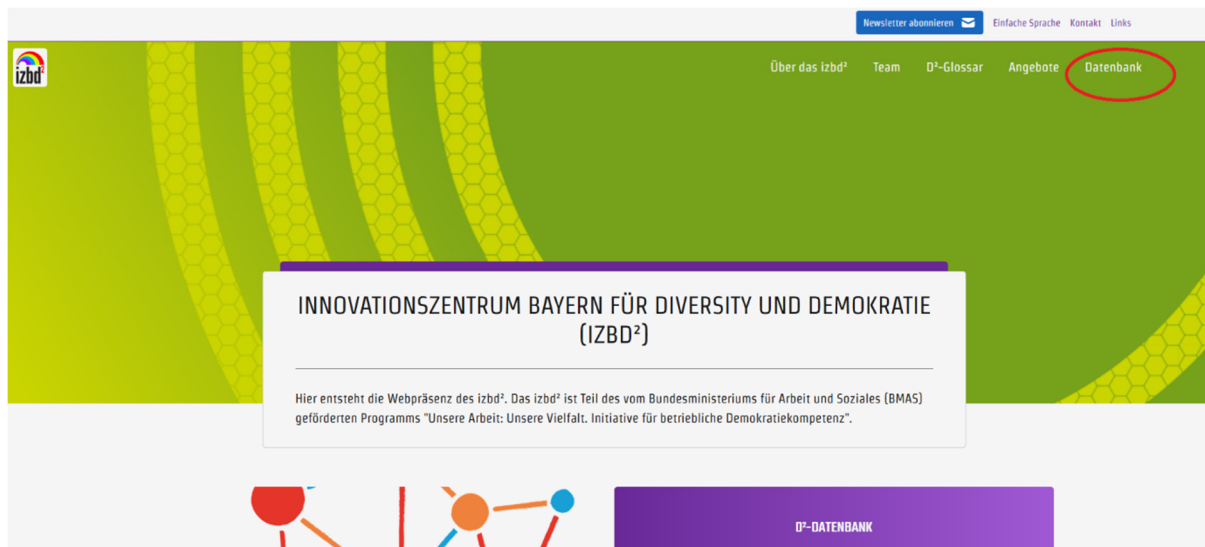 Newsletter abonnieren
Einfache Sprache Kontakt Links
izbd²
Über das izbd² Team D²-Glossar Angebote Datenbank
INNOVATIONSZENTRUM BAYERN FÜR DIVERSITY UND DEMOKRATIE
(IZBD²)
Hier entsteht die Webpräsenz des izbd². Das izbd² ist Teil des vom Bundesministeriums für Arbeit und Soziales (BMAS)
geförderten Programms "Unsere Arbeit: Unsere Vielfalt. Initiative für betriebliche Demokratiekompetenz".
D²-DATENBANK